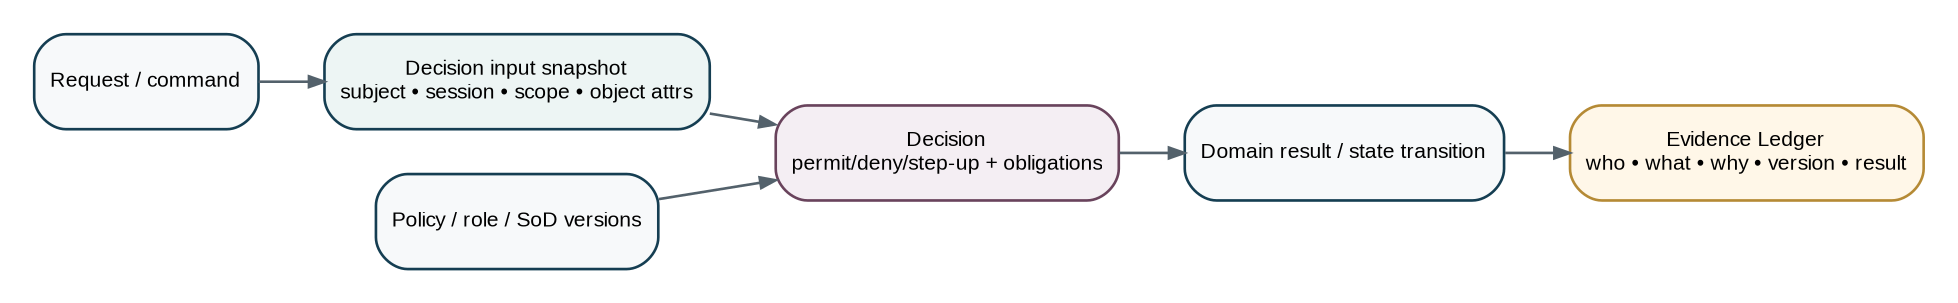 Request / command
Decision input snapshot
subject • session • scope • object attrs
Policy / role / SoD versions
Decision
permit/deny/step-up + obligations
Domain result / state transition
Evidence Ledger
who • what • why • version • result